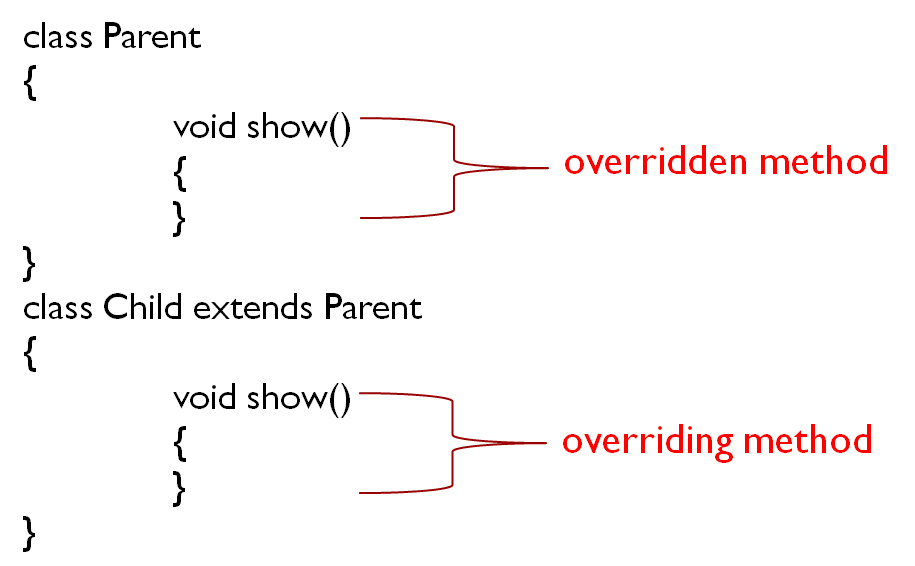 class Parent
{
void show()
{
}
overridden method
}
class Child extends Parent
{
void show()
{
}
overriding method
}